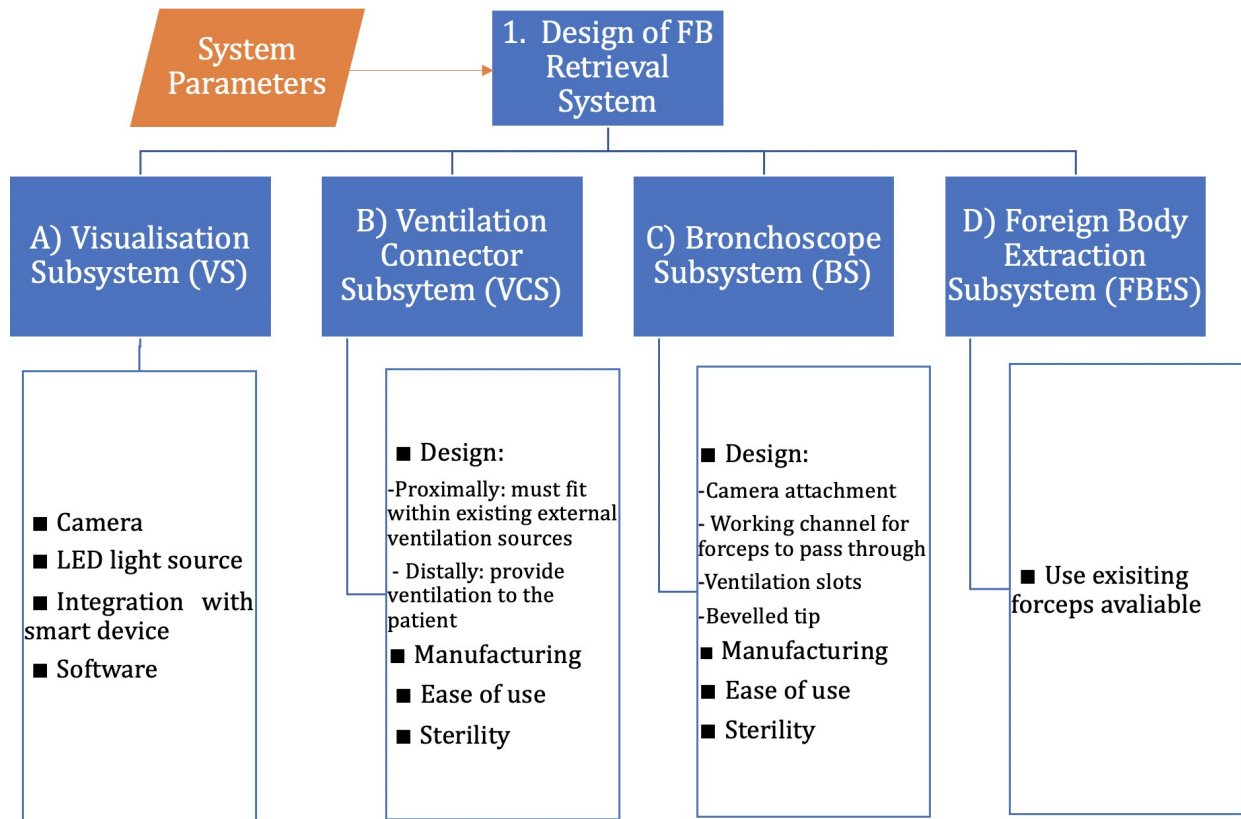 System
Parameters
1. Design of FB
Retrieval
System
A) Visualisation
Subsystem (VS)
B) Ventilation
Connector
Subsytem (VCS)
C) Bronchoscope
Subsystem (BS)
D) Foreign Body
Extraction
Subsystem (FBES)
■ Camera
■ LED light source
■ Integration with
smart device
■ Software
■ Design:
-Proximally: must fit
within existing external
ventilation sources
- Distally: provide
ventilation to the
patient
■ Manufacturing
■ Ease of use
■ Sterility
■ Design:
-Camera attachment
- Working channel for
forceps to pass through
-Ventilation slots
-Bevelled tip
■ Manufacturing
■ Ease of use
■ Sterility
■ Use exisiting
forceps avaliable